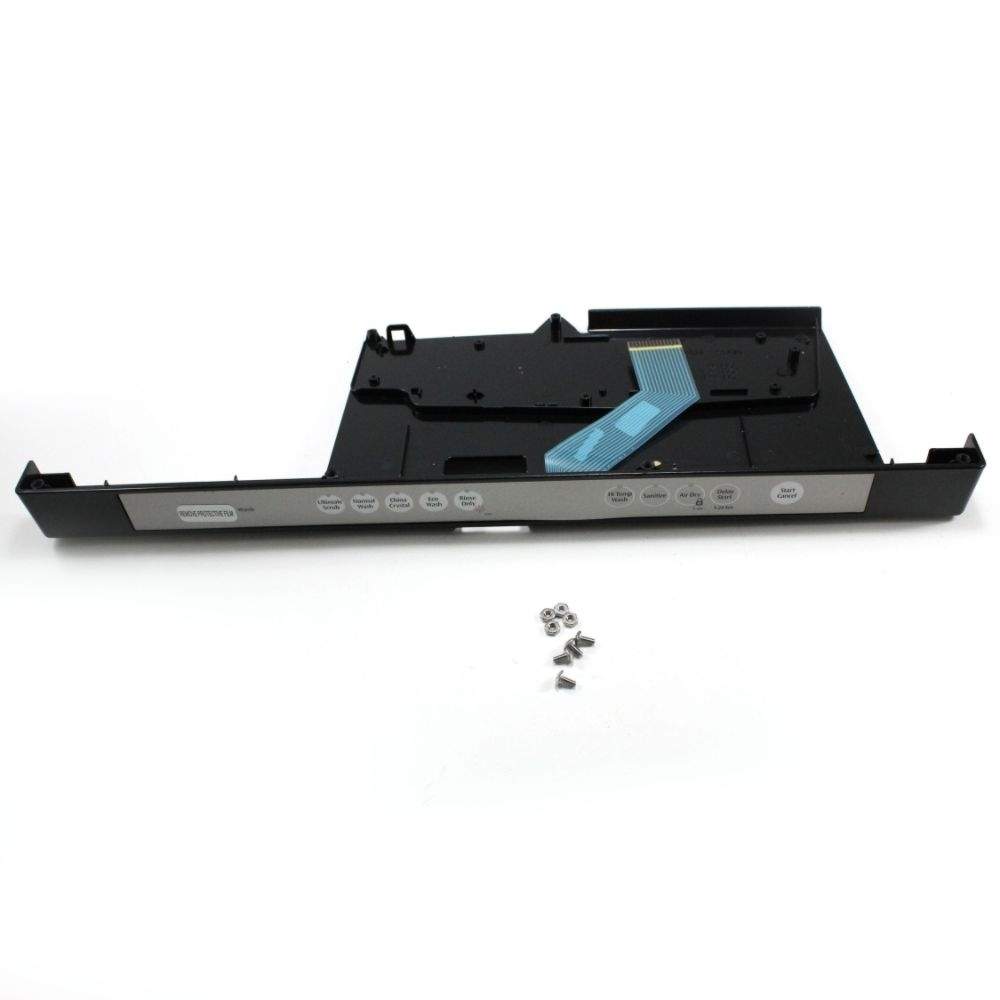 REMOVE PROTECTIVE FILM
Ultimate Scrub
Normal Wash
China Crystal
Eco Wash
Rinse Only
Hi Temp Wash
Sanitize
Air Dry
Delay Start
Start Cancel